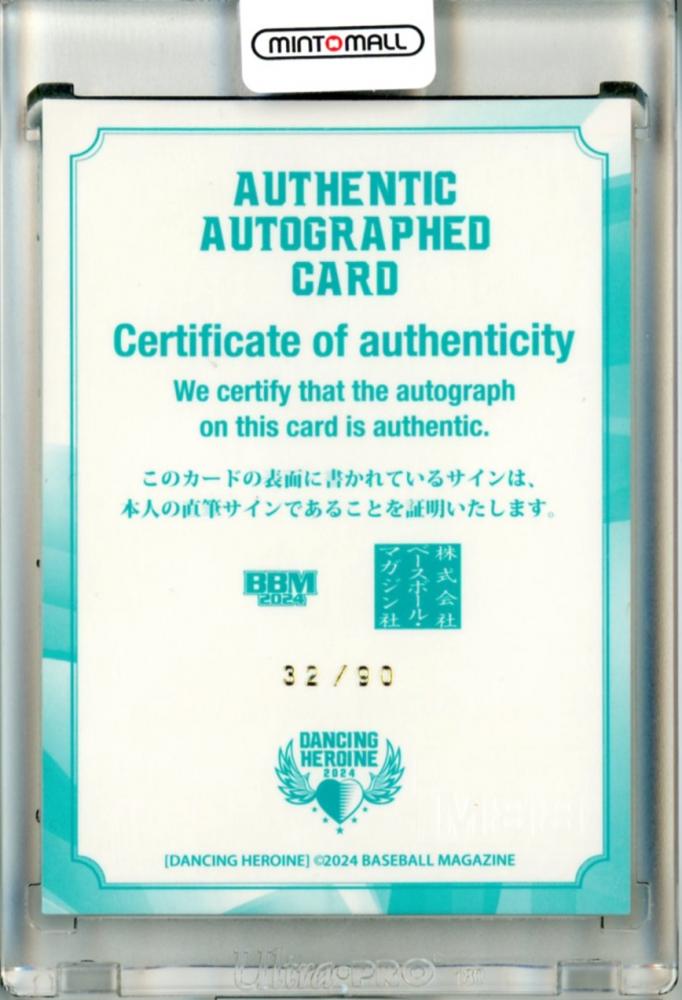 MINTOMALL
AUTHENTIC
AUTOGRAPHED
CARD
Certificate of authenticity
We certify that the autograph
on this card is authentic.
このカードの表面に書かれているサインは、
本人の直筆サインであることを証明いたします。
BBM
2024
株式会社
ベースボール・
マガジン社
32/90
DANCING
HEROINE
2024
[DANCING HEROINE] ©2024 BASEBALL MAGAZINE
Ultra·PRO